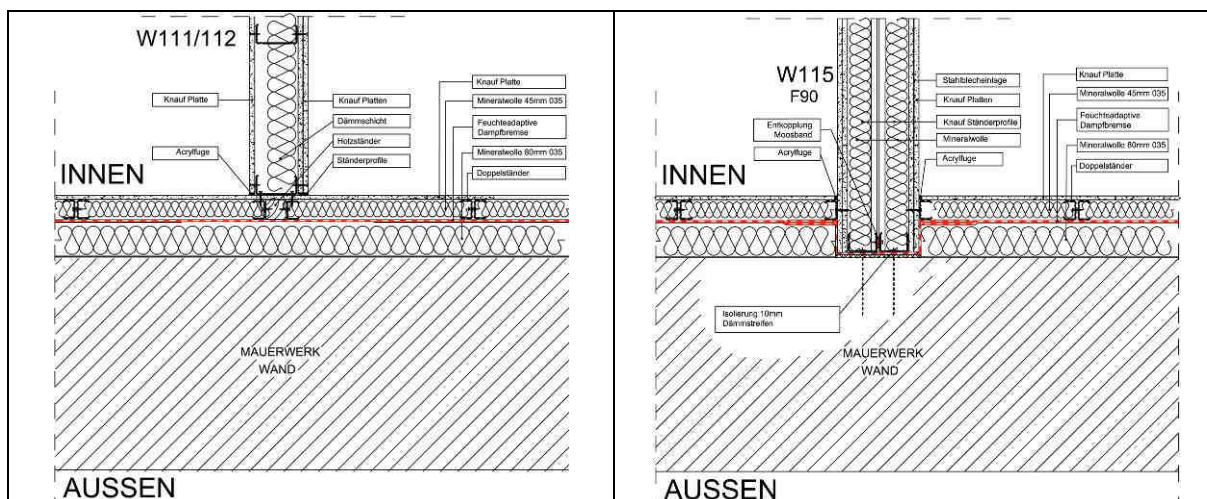 W111/112
Knauf Platte
Mineralwolle 45mm 035
Feuchteadaptive
Dampfbremse
Mineralwolle 80mm 035
Doppelständer
Knauf Platte
Knauf Platten
Dämmschicht
Holzständer
Ständerprofile
Acrylfuge
INNEN
MAUERWERK
WAND
AUSSEN
W115
F90
Stahlblecheinlage
Knauf Platten
Knauf Ständerprofile
Mineralwolle
Acrylfuge
Entkopplung
Moosband
Acrylfuge
Knauf Platte
Mineralwolle 45mm 035
Feuchteadaptive
Dampfbremse
Mineralwolle 80mm 035
Doppelständer
INNEN
Isolierung 10mm
Dämmstreifen
MAUERWERK
WAND
AUSSEN